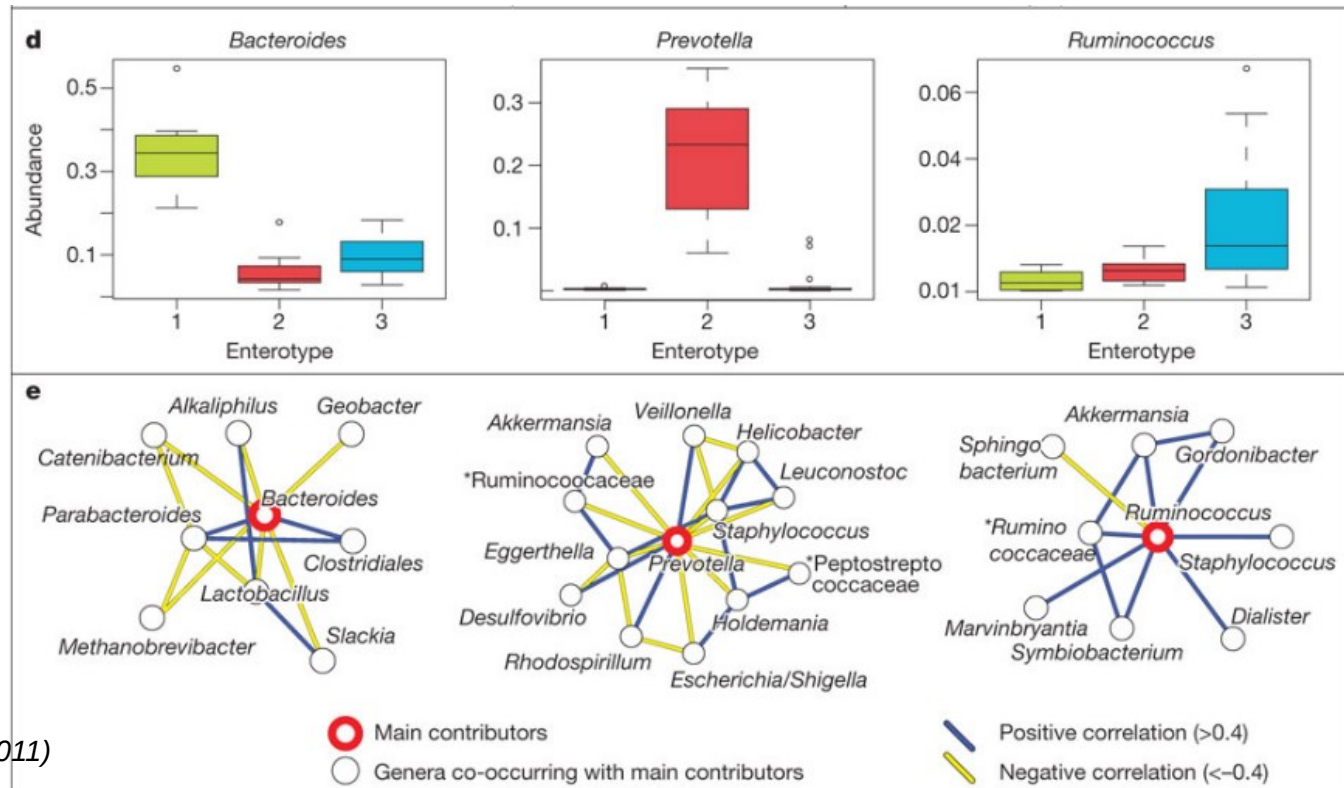 d
Bacteroides
Prevotella
Ruminococcus
Abundance
0.5
0.3
0.1
0.3
0.2
0.1
0.06
0.04
0.02
0.01
1 2 3
1 2 3
1 2 3
Enterotype
Enterotype
Enterotype
e
Alkaliphilus
Geobacter
Catenibacterium
Bacteroides
Parabacteroides
Clostridiales
Lactobacillus
Methanobrevibacter
Slackia
Veillonella
Akkermansia
Helicobacter
*Ruminocoocaceae
Leuconostoc
Staphylococcus
Eggerthella
Prevotella
*Peptostrepto
coccaceae
Desulfovibrio
Holdemania
Rhodospirillum
Escherichia/Shigella
Akkermansia
Sphingo
bacterium
Gordonibacter
Ruminococcus
*Rumino
coccaceae
Staphylococcus
Marvinbryantia
Dialister
Symbiobacterium
011)
Main contributors
Genera co-occurring with main contributors
Positive correlation (>0.4)
Negative correlation (<–0.4)